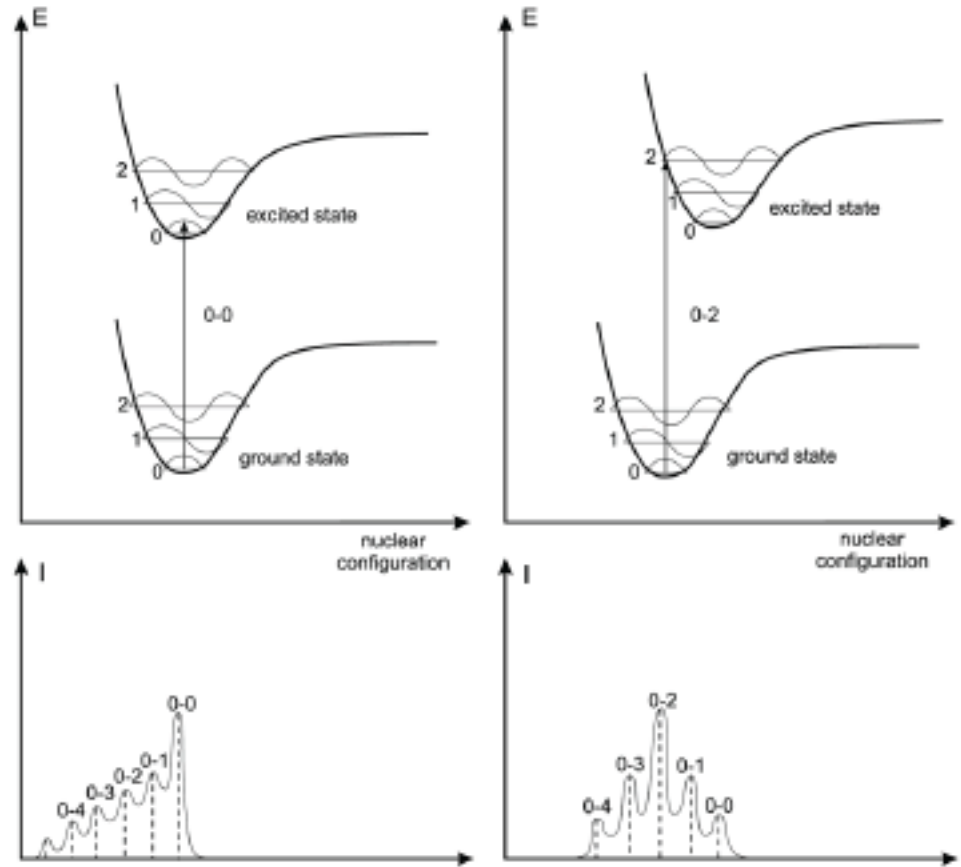 E
2
1
0
excited state
0-0
2
1
0
ground state
nuclear
configuration
E
2
1
0
excited state
0-2
2
1
0
ground state
nuclear
configuration
I
0-0
0-1
0-2
0-3
0-4
I
0-2
0-3
0-1
0-4
0-0